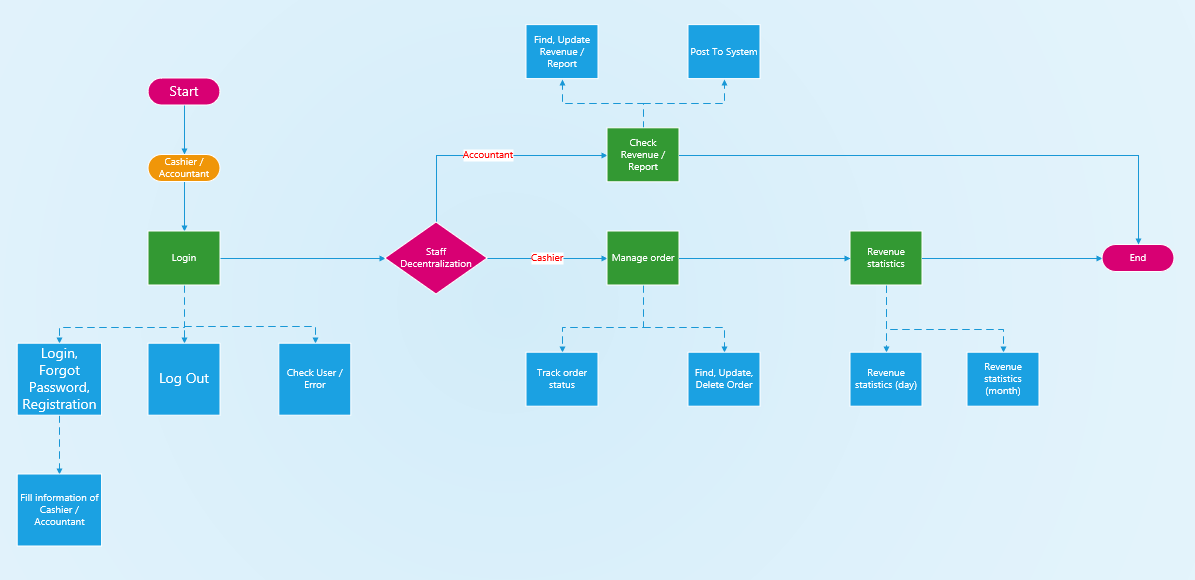 Find, Update
Revenue /
Report
Post To System
Start
Cashier /
Accountant
Accountant
Check
Revenue /
Report
Login
Staff
Decentralization
Cashier
Manage order
Revenue
statistics
End
Login,
Forgot
Password,
Registration
Log Out
Check User /
Error
Track order
status
Find, Update,
Delete Order
Revenue
statistics (day)
Revenue
statistics
(month)
Fill information of
Cashier /
Accountant